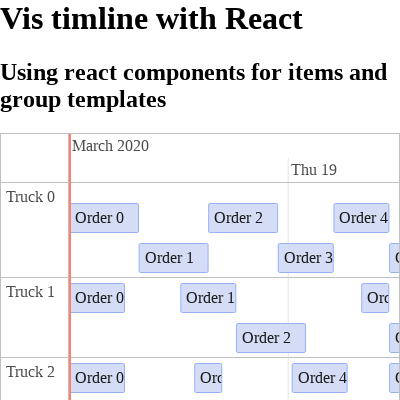 Vis timline with React
Using react components for items and
group templates
March 2020
Thu 19
Truck 0
Order 0
Order 2
Order 4
Order 1
Order 3
Truck 1
Order 0
Order 1
Order 2
Truck 2
Order 0
Order 4